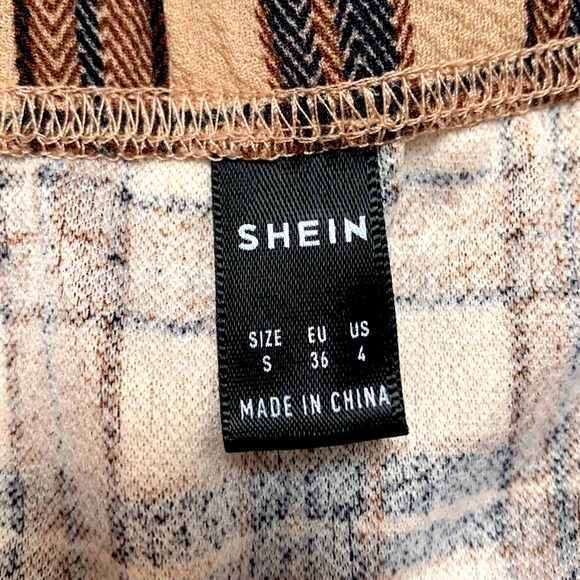 SHEIN
SIZE EU US
S 36 4
MADE IN CHINA